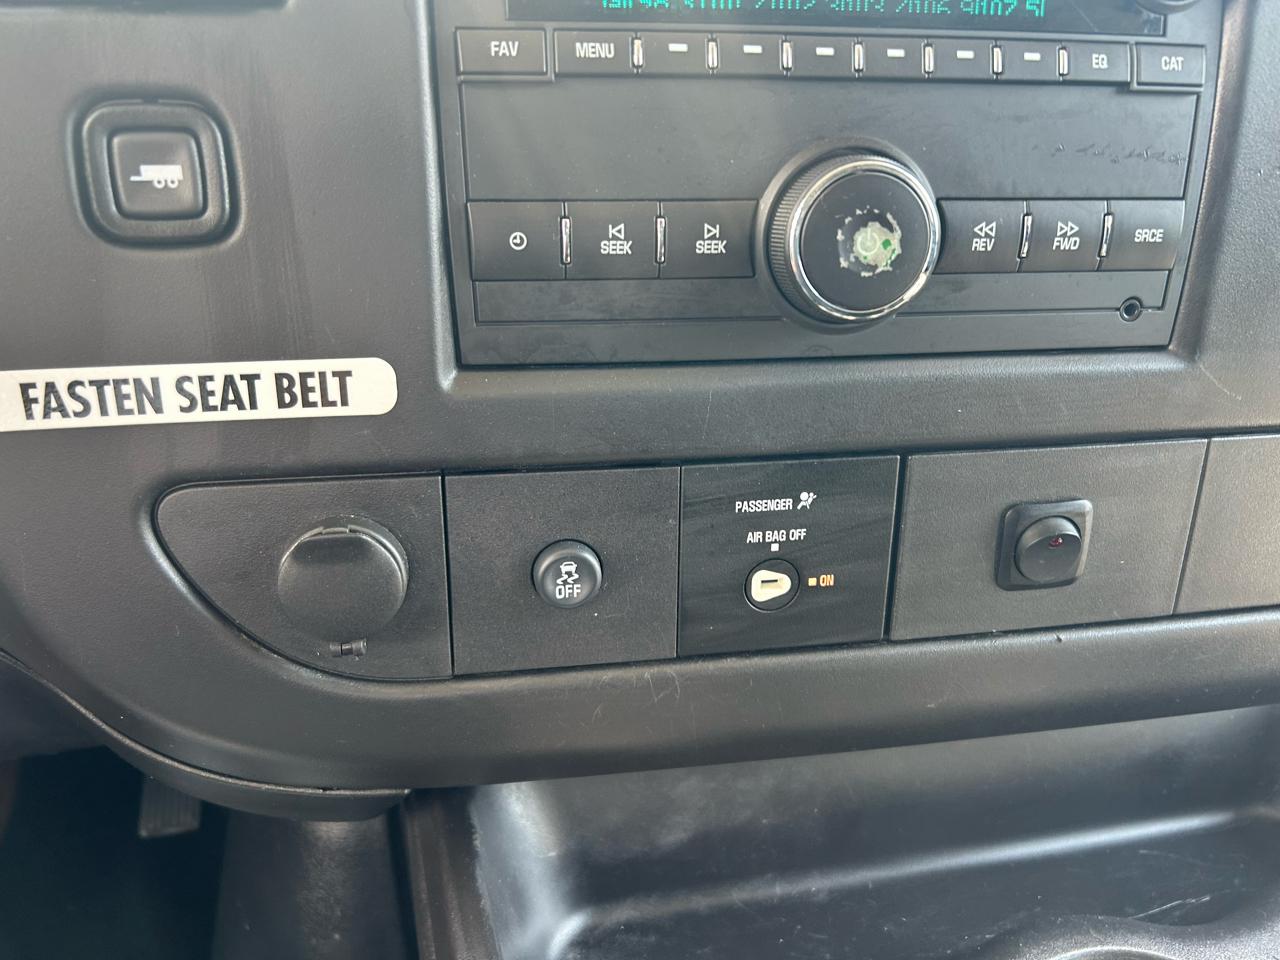 FAV MENU EQ CAT
SEEK SEEK REV FWD SRCE
FASTEN SEAT BELT
OFF
PASSENGER
AIR BAG OFF
ON